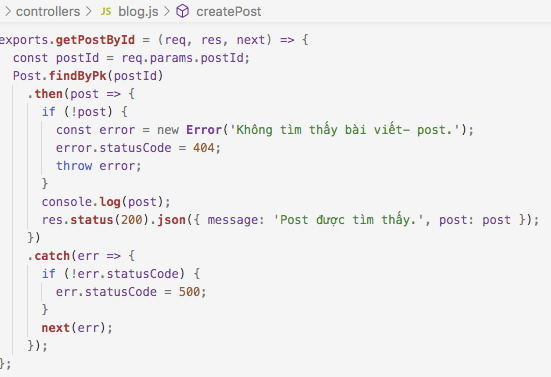 > controllers > JS blog.js > createPost
exports.getPostById = (req, res, next) => {
  const postId = req.params.postId;
  Post.findByPk(postId)
    .then(post => {
      if (!post) {
        const error = new Error('Không tìm thấy bài viết- post.');
        error.statusCode = 404;
        throw error;
      }
      console.log(post);
      res.status(200).json({ message: 'Post được tìm thấy.', post: post });
    })
    .catch(err => {
      if (!err.statusCode) {
        err.statusCode = 500;
      }
      next(err);
    });
};